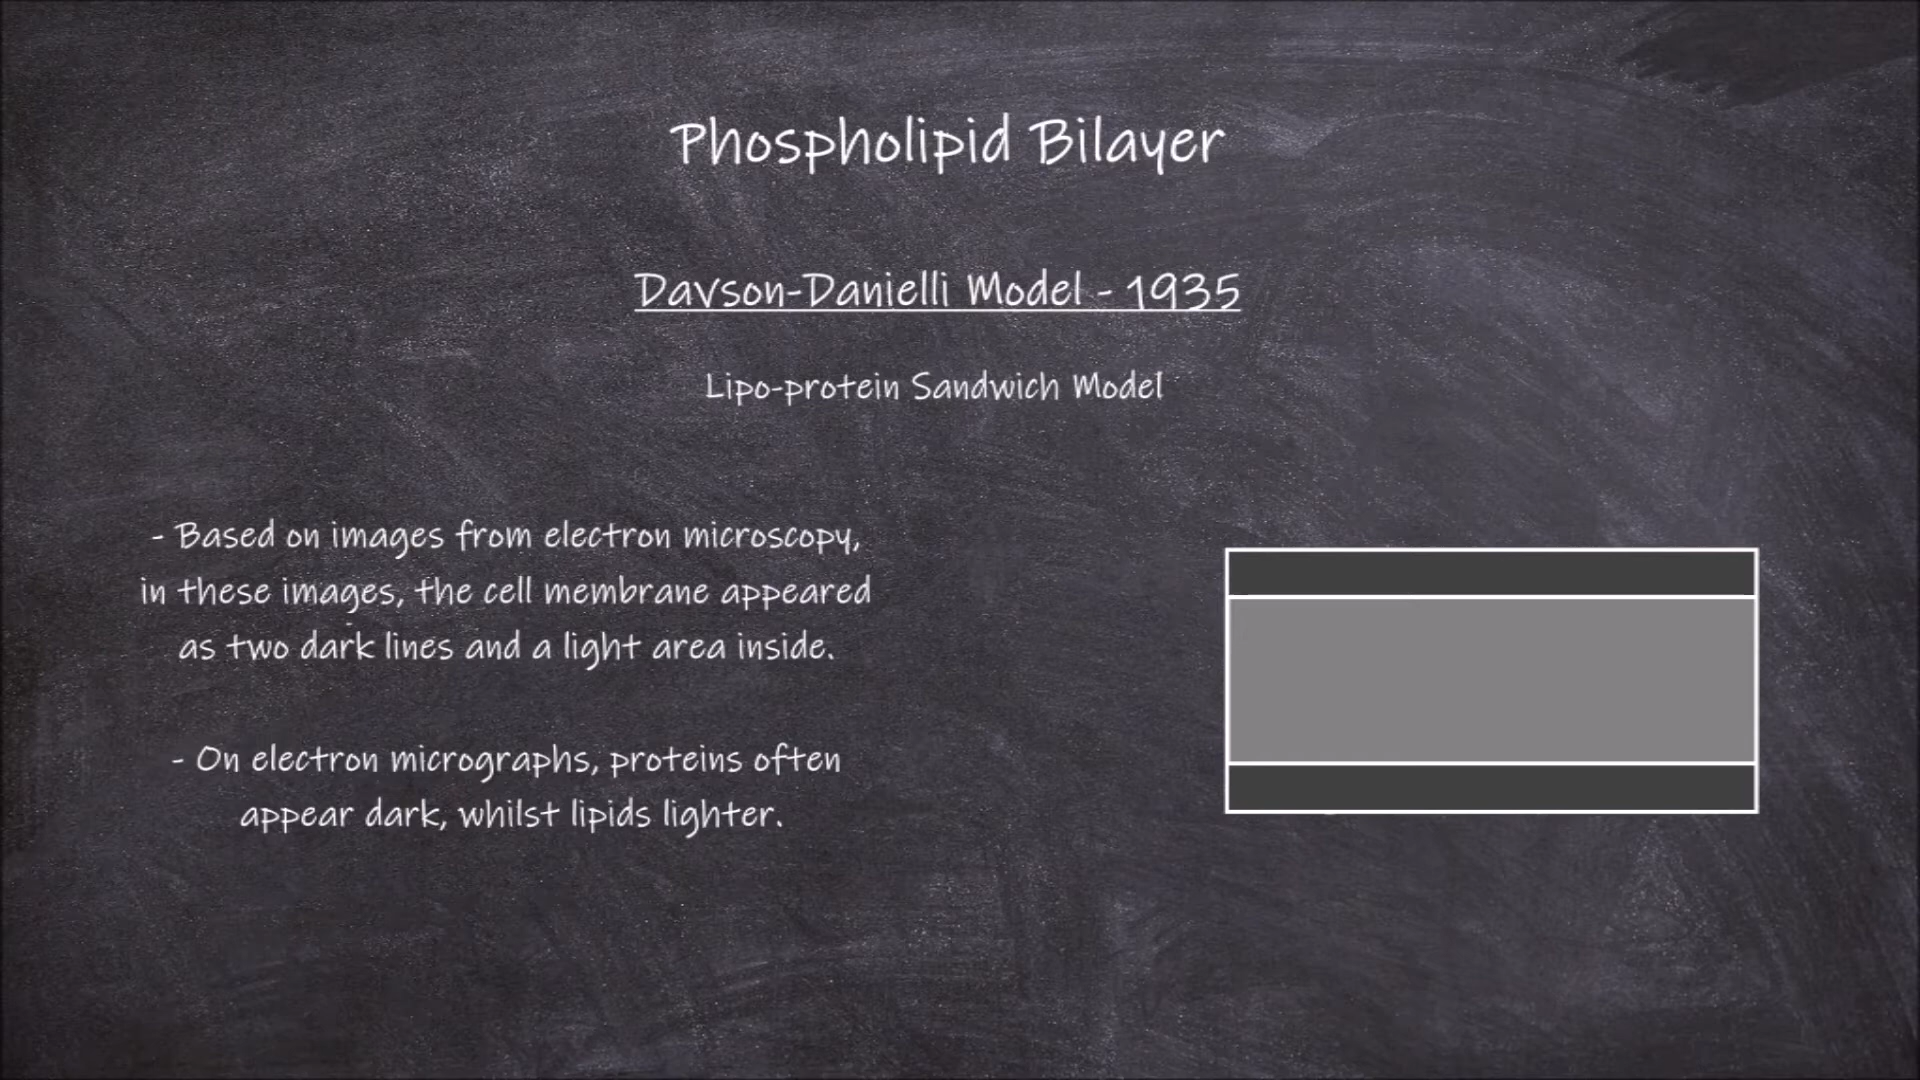 Phospholipid Bilayer
Davson-Danielli Model - 1935
Lipo-protein Sandwich Model
- Based on images from electron microscopy,
in these images, the cell membrane appeared
as two dark lines and a light area inside.
- On electron micrographs, proteins often
appear dark, whilst lipids lighter.